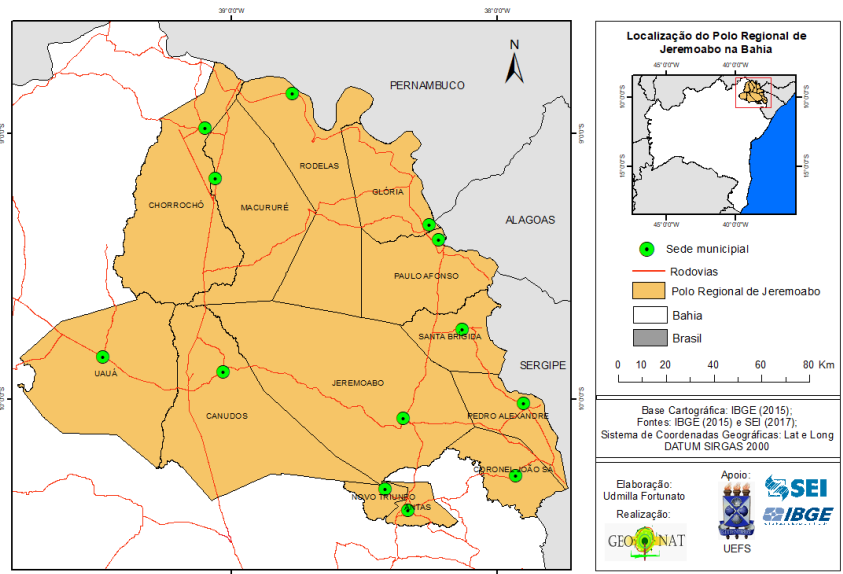 39°0'0"W
38°0'0"W
N
PERNAMBUCO
9°0'0"S
9°0'0"S
RODELAS
GLÓRIA
CHORROCHÓ
MACURURÉ
ALAGOAS
PAULO AFONSO
SANTA BRIGIDA
SERGIPE
UAUÁ
JEREMOABO
10°0'0"S
10°0'0"S
CANUDOS
PEDRO ALEXANDRE
CORONEL JOÃO SÁ
NOVO TRIUNFO
ANTAS
Localização do Polo Regional de
Jeremoabo na Bahia
45°0'0"W
40°0'0"W
10°0'0"S
10°0'0"S
15°0'0"S
15°0'0"S
45°0'0"W
40°0'0"W
Sede municipal
Rodovias
Polo Regional de Jeremoabo
Bahia
Brasil
0 10 20 40 60 80 Km
Base Cartográfica: IBGE (2015);
Fontes: IBGE (2015) e SEI (2017);
Sistema de Coordenadas Geográficas: Lat e Long
DATUM SIRGAS 2000
Elaboração:
Udmilla Fortunato
Realização:
GEO NAT
Apoio:
UEFS
SEI
IBGE